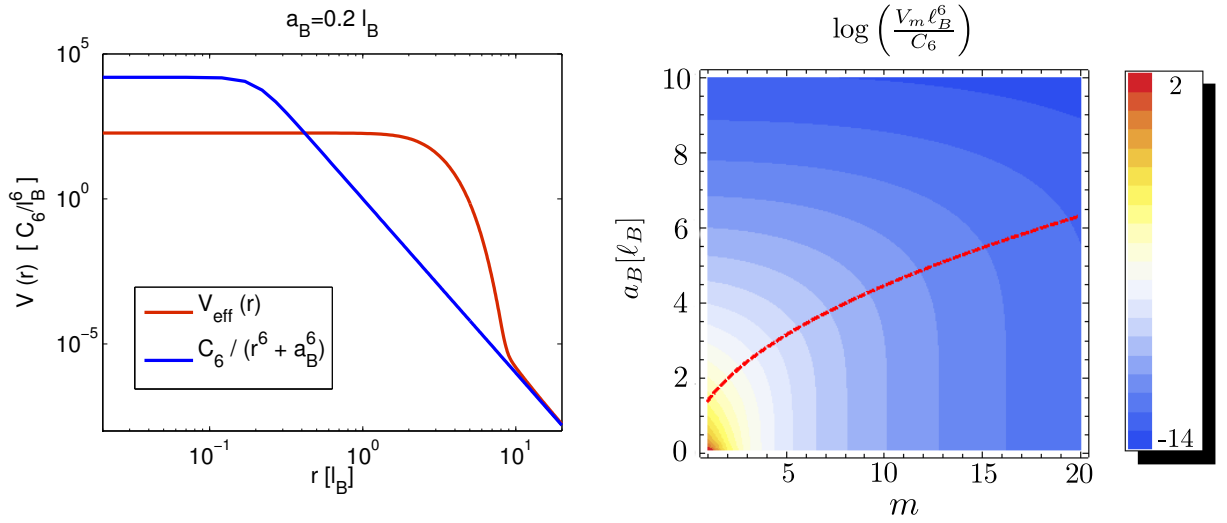 a_B=0.2 l_B
V (r) [ C_6/l_B^6 ]
10^5
10^0
10^−5
V_eff (r)
C_6 / (r^6 + a_B^6)
10^−1
10^0
10^1
r [l_B]
log (V_m ℓ_B^6 / C_6)
a_B[ℓ_B]
10
8
6
4
2
0
5
10
15
20
m
2
-14